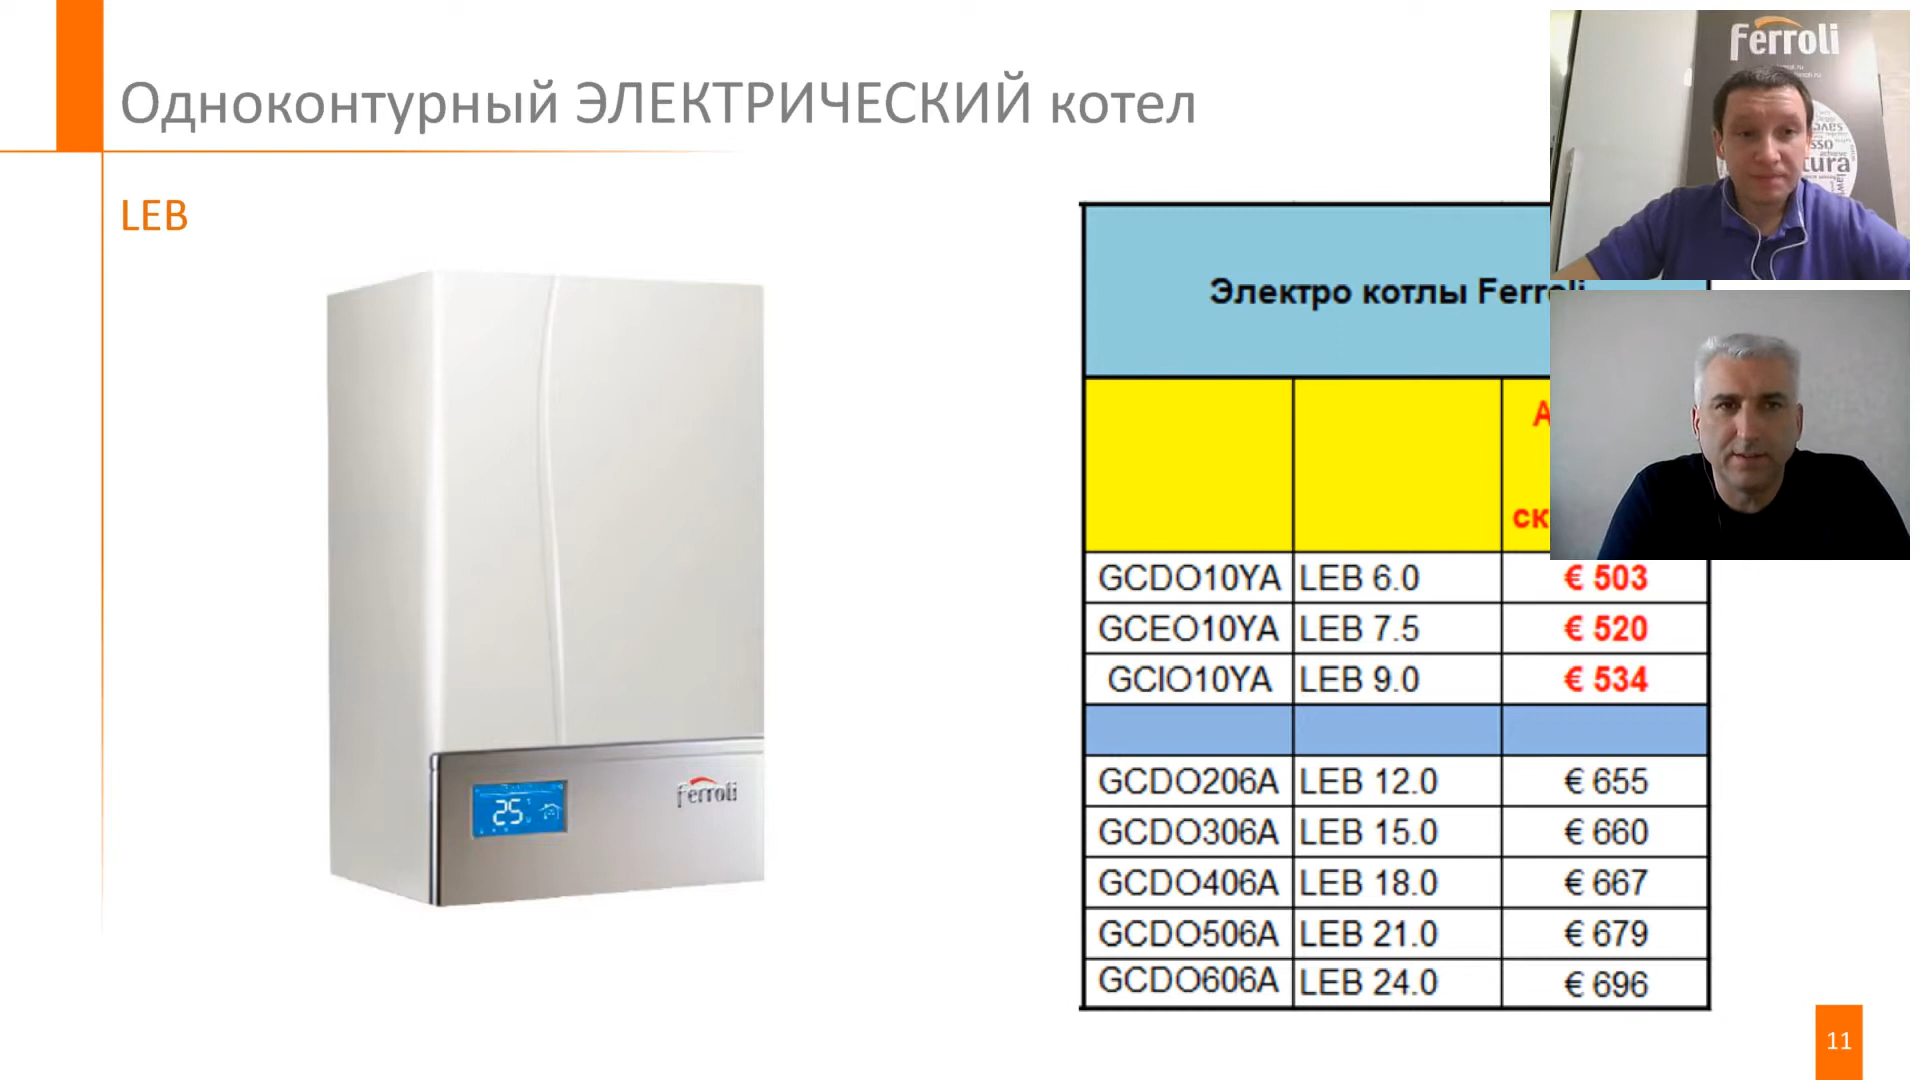 Одноконтурный ЭЛЕКТРИЧЕСКИЙ котел
LEB
25
Ferroli
Электро котлы Ferroli
GCDO10YA LEB 6.0 € 503
GCEO10YA LEB 7.5 € 520
GCIO10YA LEB 9.0 € 534
GCDO206A LEB 12.0 € 655
GCDO306A LEB 15.0 € 660
GCDO406A LEB 18.0 € 667
GCDO506A LEB 21.0 € 679
GCDO606A LEB 24.0 € 696
Ferroli
11